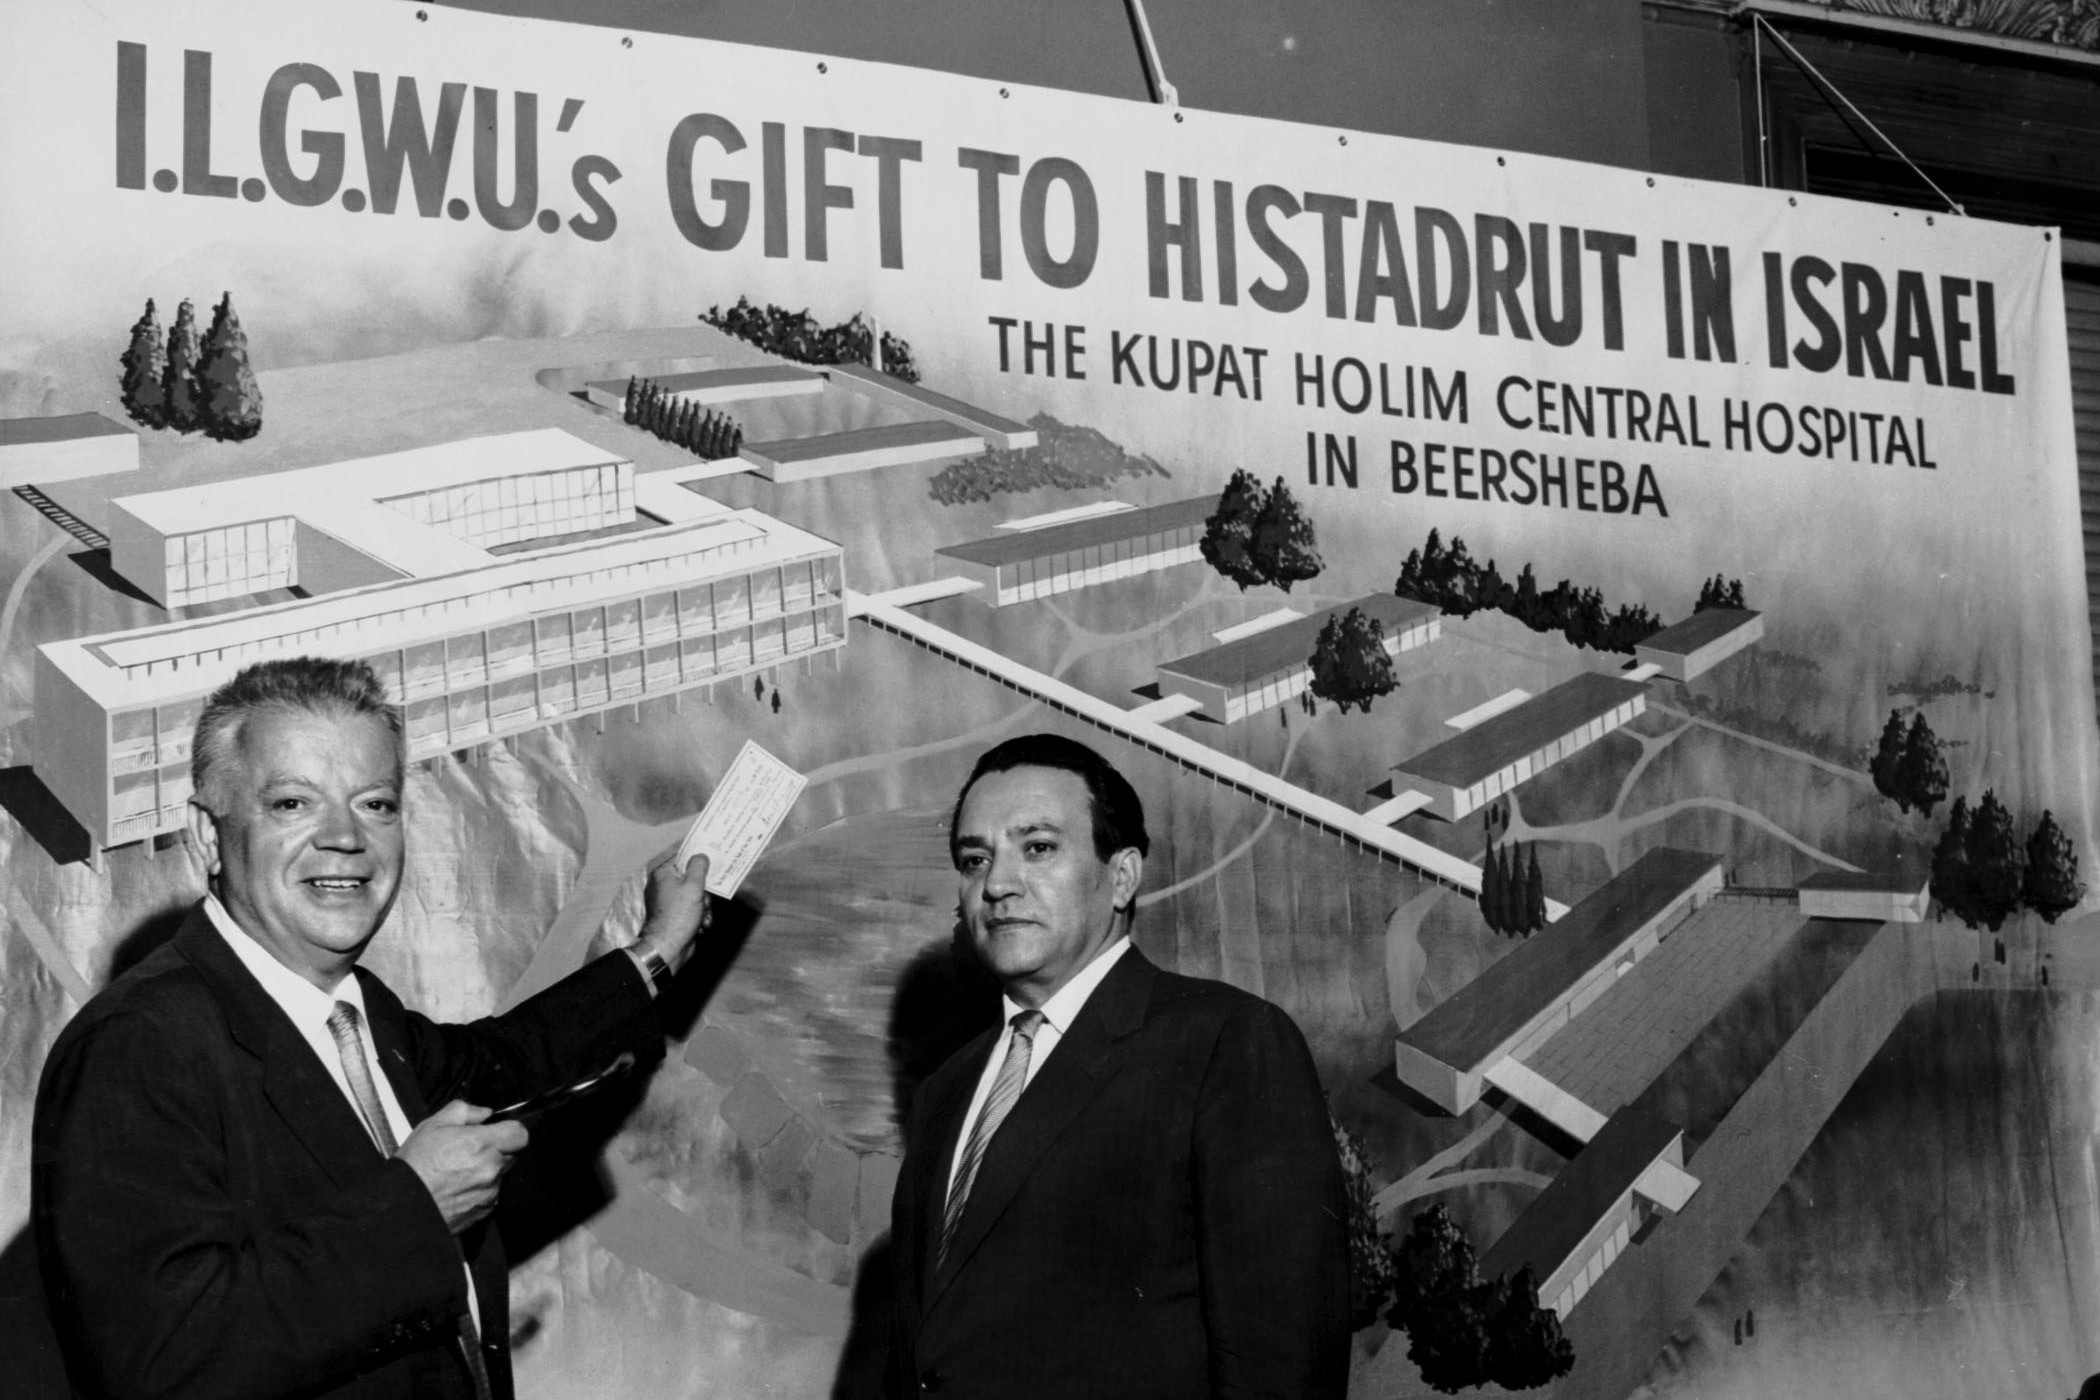 I.L.G.W.U.'s GIFT TO HISTADRUT IN ISRAEL
THE KUPAT HOLIM CENTRAL HOSPITAL
IN BEERSHEBA